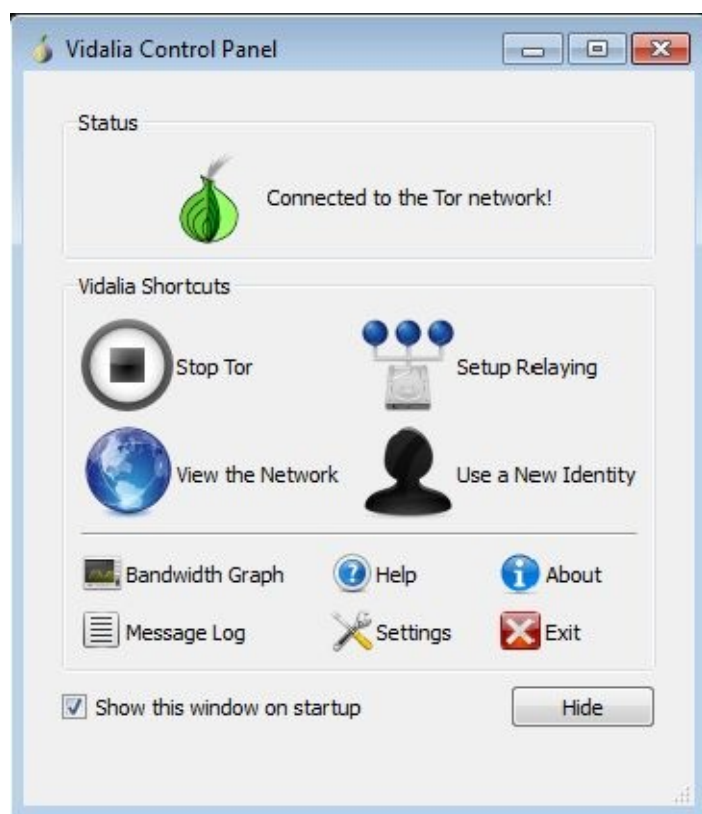 Vidalia Control Panel
Status
Connected to the Tor network!
Vidalia Shortcuts
Stop Tor
Setup Relaying
View the Network
Use a New Identity
Bandwidth Graph
Help
About
Message Log
Settings
Exit
Show this window on startup
Hide